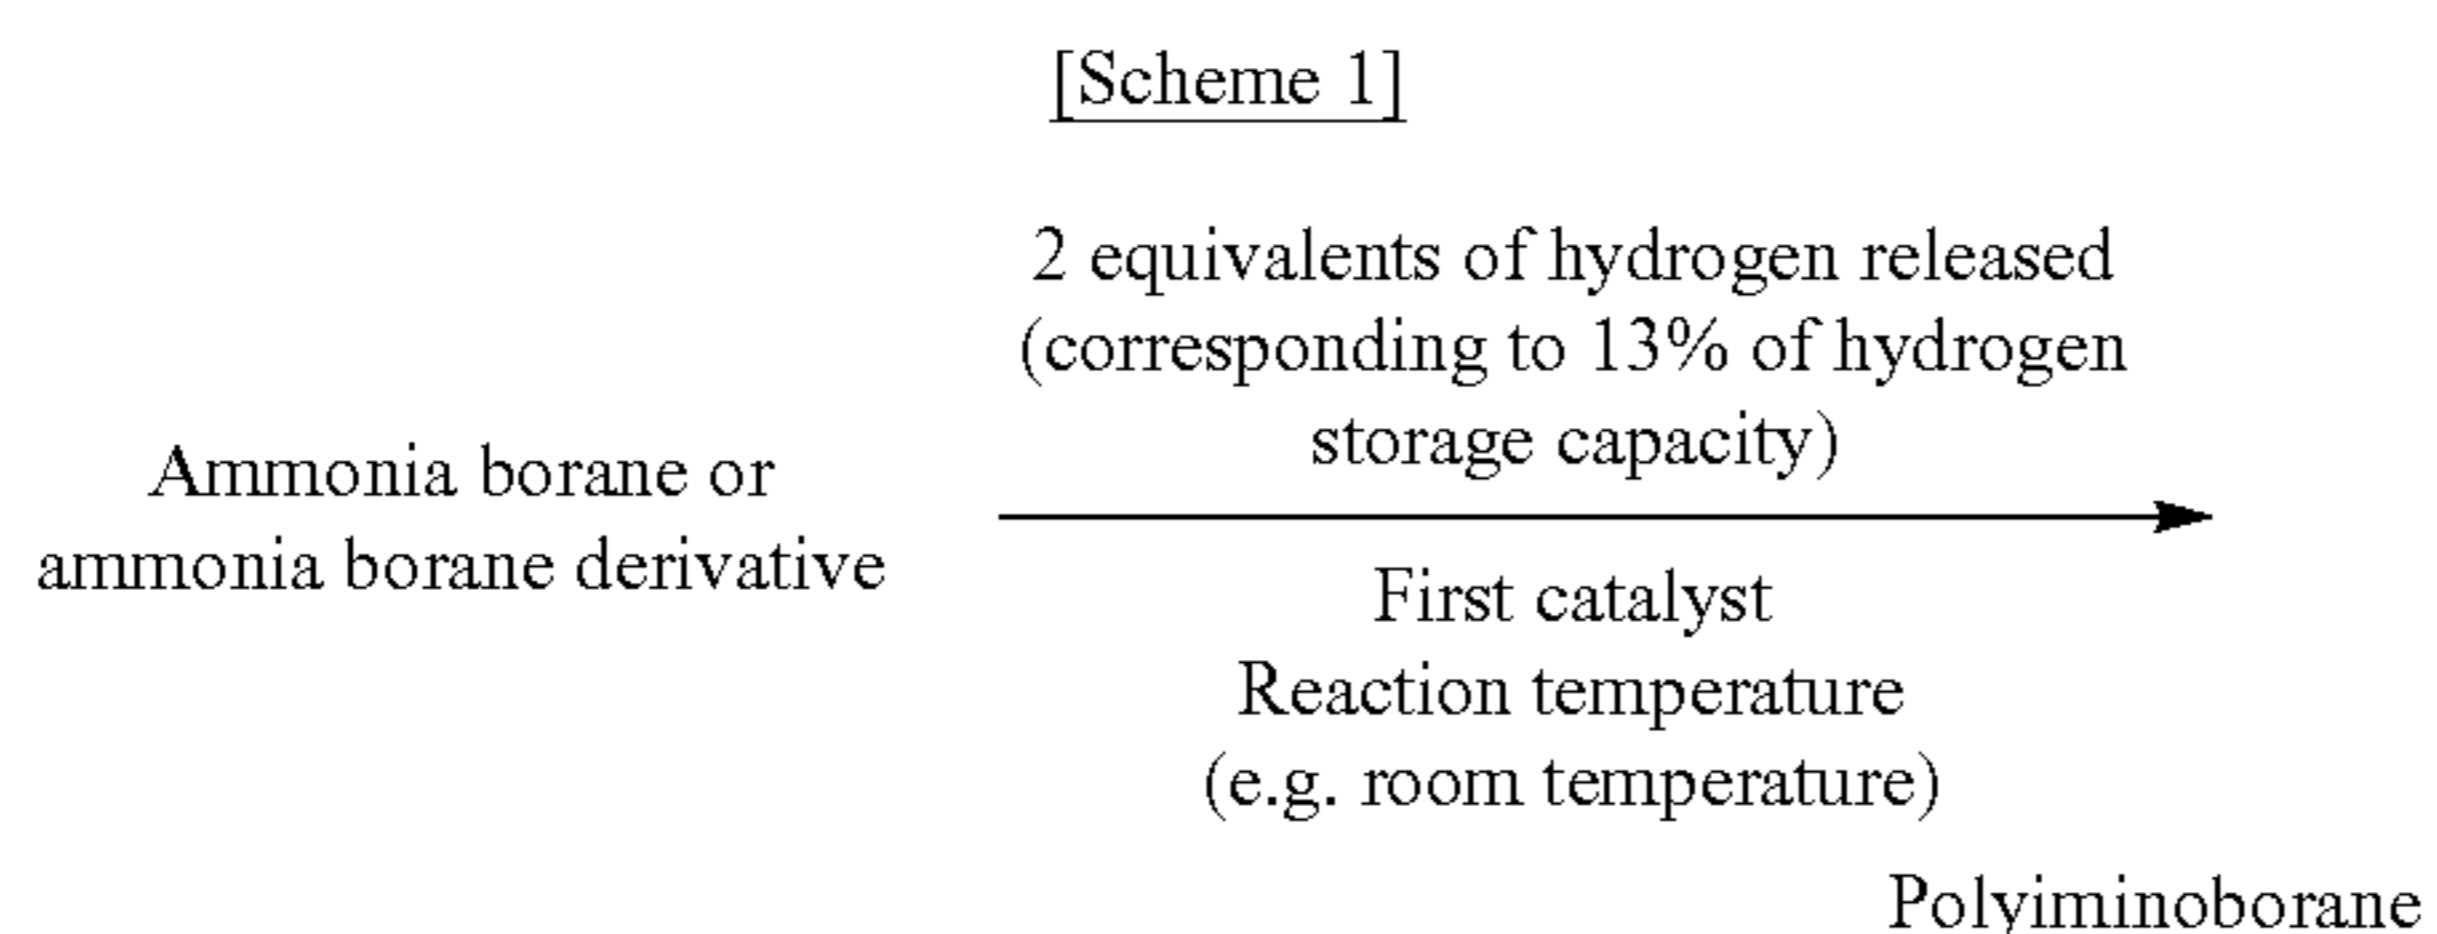 [Scheme 1]
2 equivalents of hydrogen released
(corresponding to 13% of hydrogen
storage capacity)
Ammonia borane or
ammonia borane derivative
First catalyst
Reaction temperature
(e.g. room temperature)
Polyiminoborane